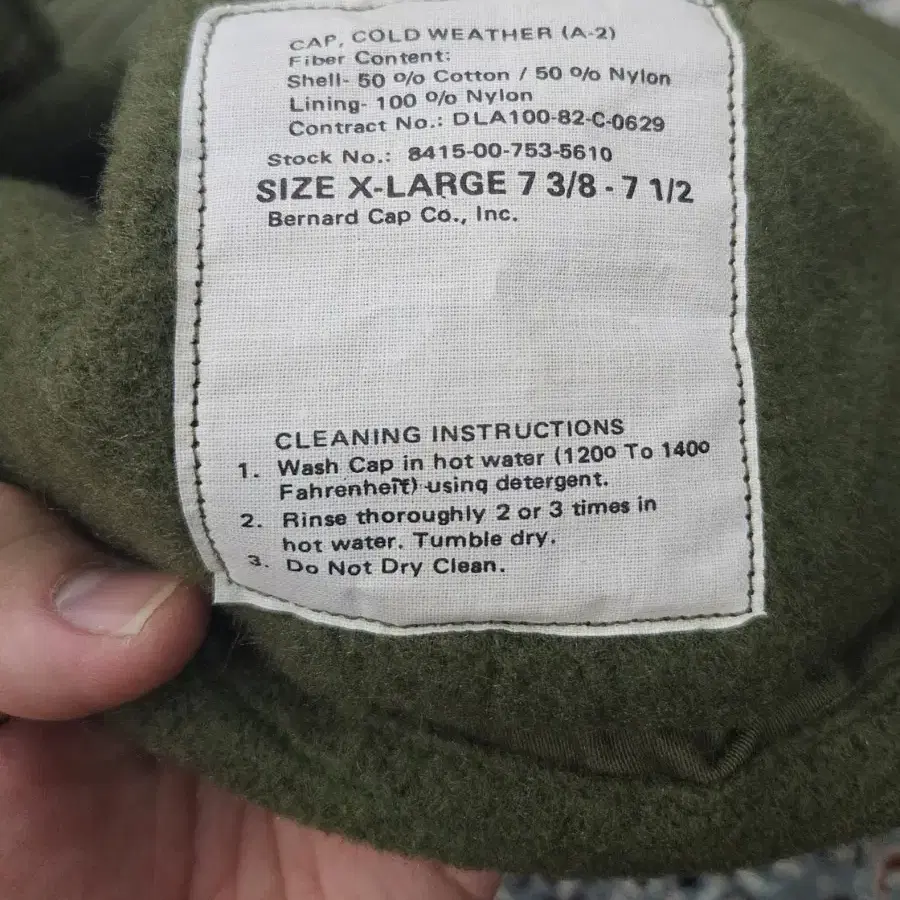 CAP, COLD WEATHER (A-2)
Fiber Content:
Shell- 50 % Cotton / 50 % Nylon
Lining- 100 % Nylon
Contract No.: DLA100-82-C-0629
Stock No.: 8415-00-753-5610
SIZE X-LARGE 7 3/8 - 7 1/2
Bernard Cap Co., Inc.
CLEANING INSTRUCTIONS
1. Wash Cap in hot water (120º To 140º
Fahrenheit) using detergent.
2. Rinse thoroughly 2 or 3 times in
hot water. Tumble dry.
3. Do Not Dry Clean.